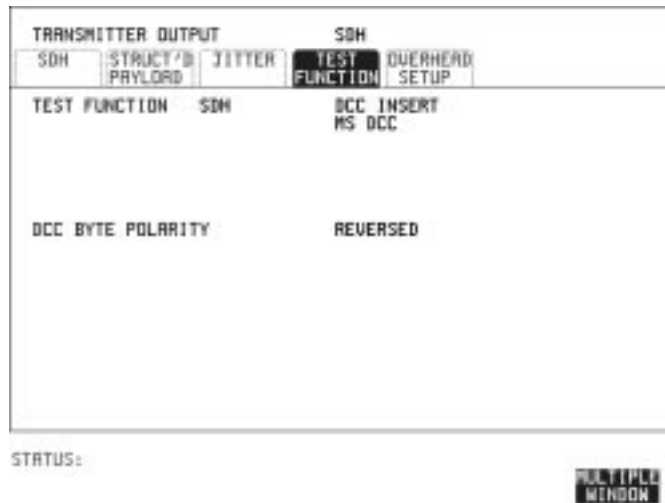 TRANSMITTER OUTPUT SDH
SDH STRUCT'D PAYLOAD JITTER TEST FUNCTION OVERHEAD SETUP
TEST FUNCTION SDH DCC INSERT
MS DCC
DCC BYTE POLARITY REVERSED
STATUS:
MULTIPLE
WINDOW